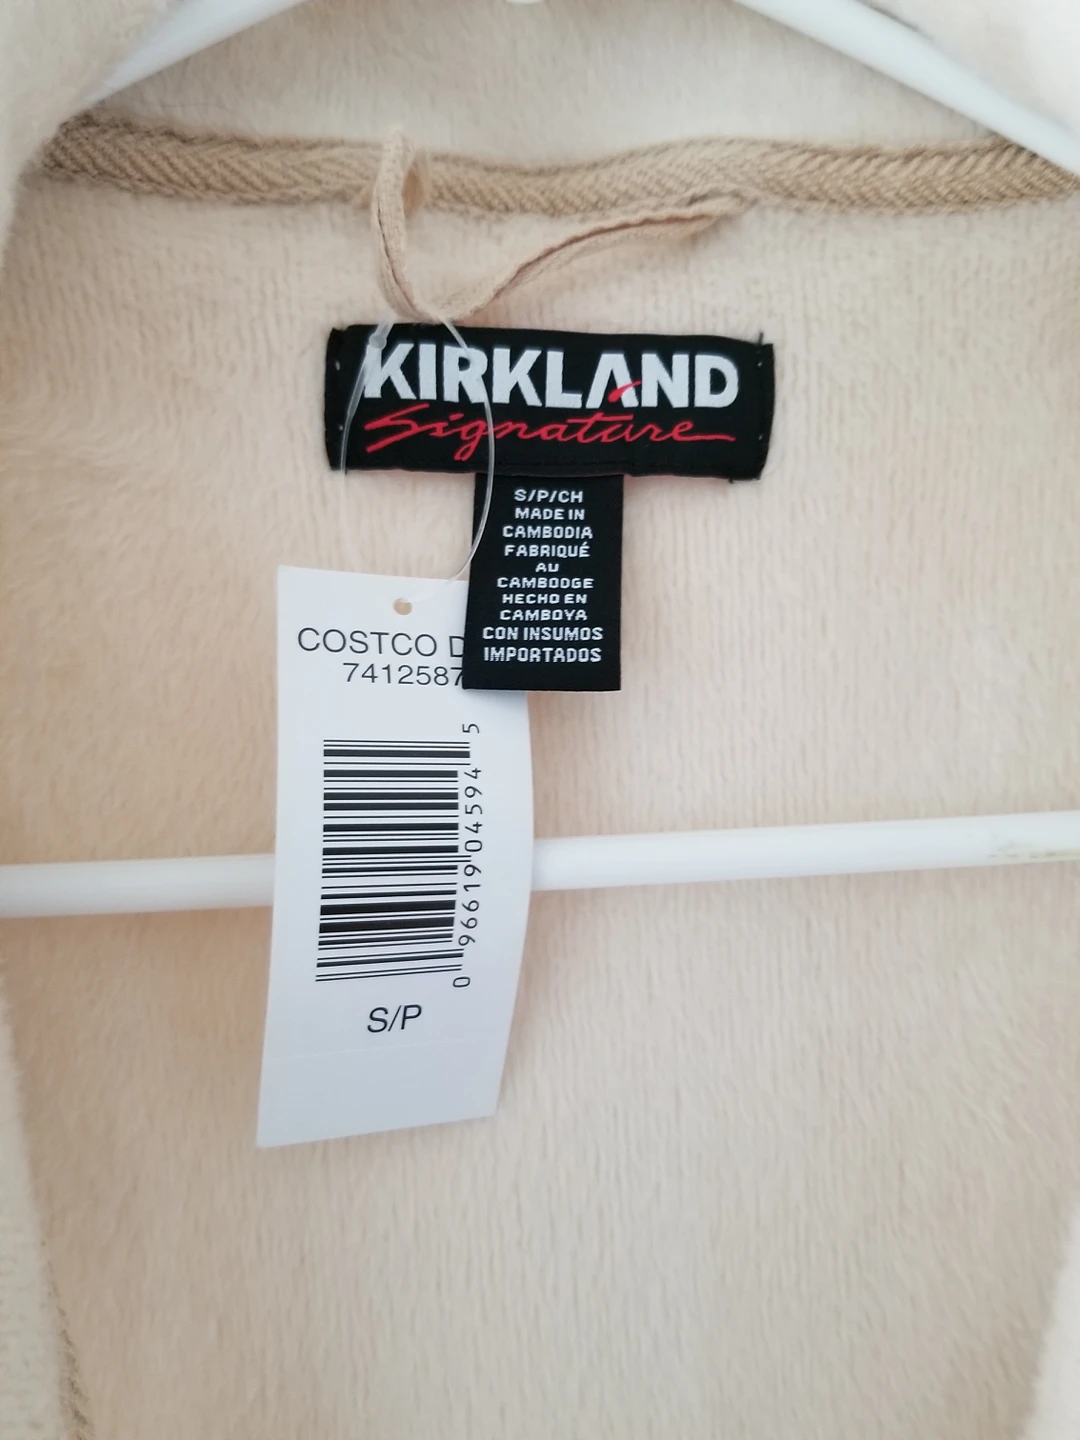 KIRKLAND
Signature
S/P/CH
MADE IN
CAMBODIA
FABRIQUÉ
AU
CAMBODGE
HECHO EN
CAMBOYA
CON INSUMOS
IMPORTADOS
COSTCO
7412587
0 96619 04594 5
S/P